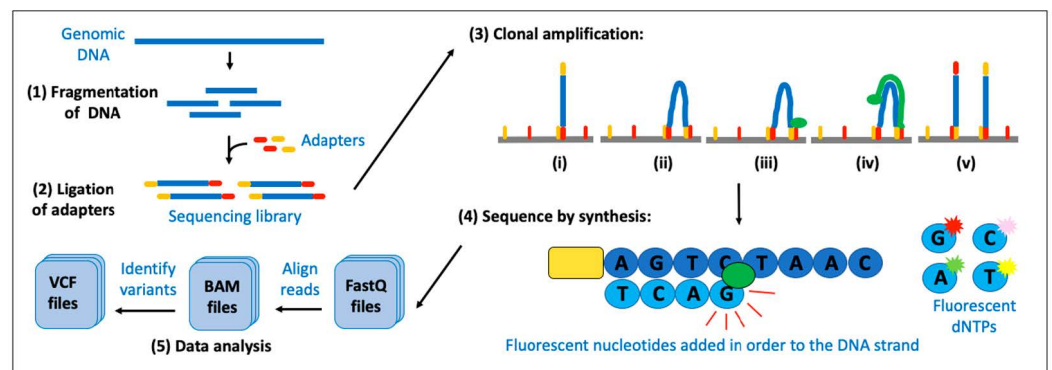 Genomic
DNA
(1) Fragmentation
of DNA
Adapters
(2) Ligation
of adapters
Sequencing library
(3) Clonal amplification:
(i)
(ii)
(iii)
(iv)
(v)
(4) Sequence by synthesis:
A G T C T A A C
T C A G
G C
A T
Fluorescent
dNTPs
Fluorescent nucleotides added in order to the DNA strand
FastQ
files
Align
reads
BAM
files
Identify
variants
VCF
files
(5) Data analysis